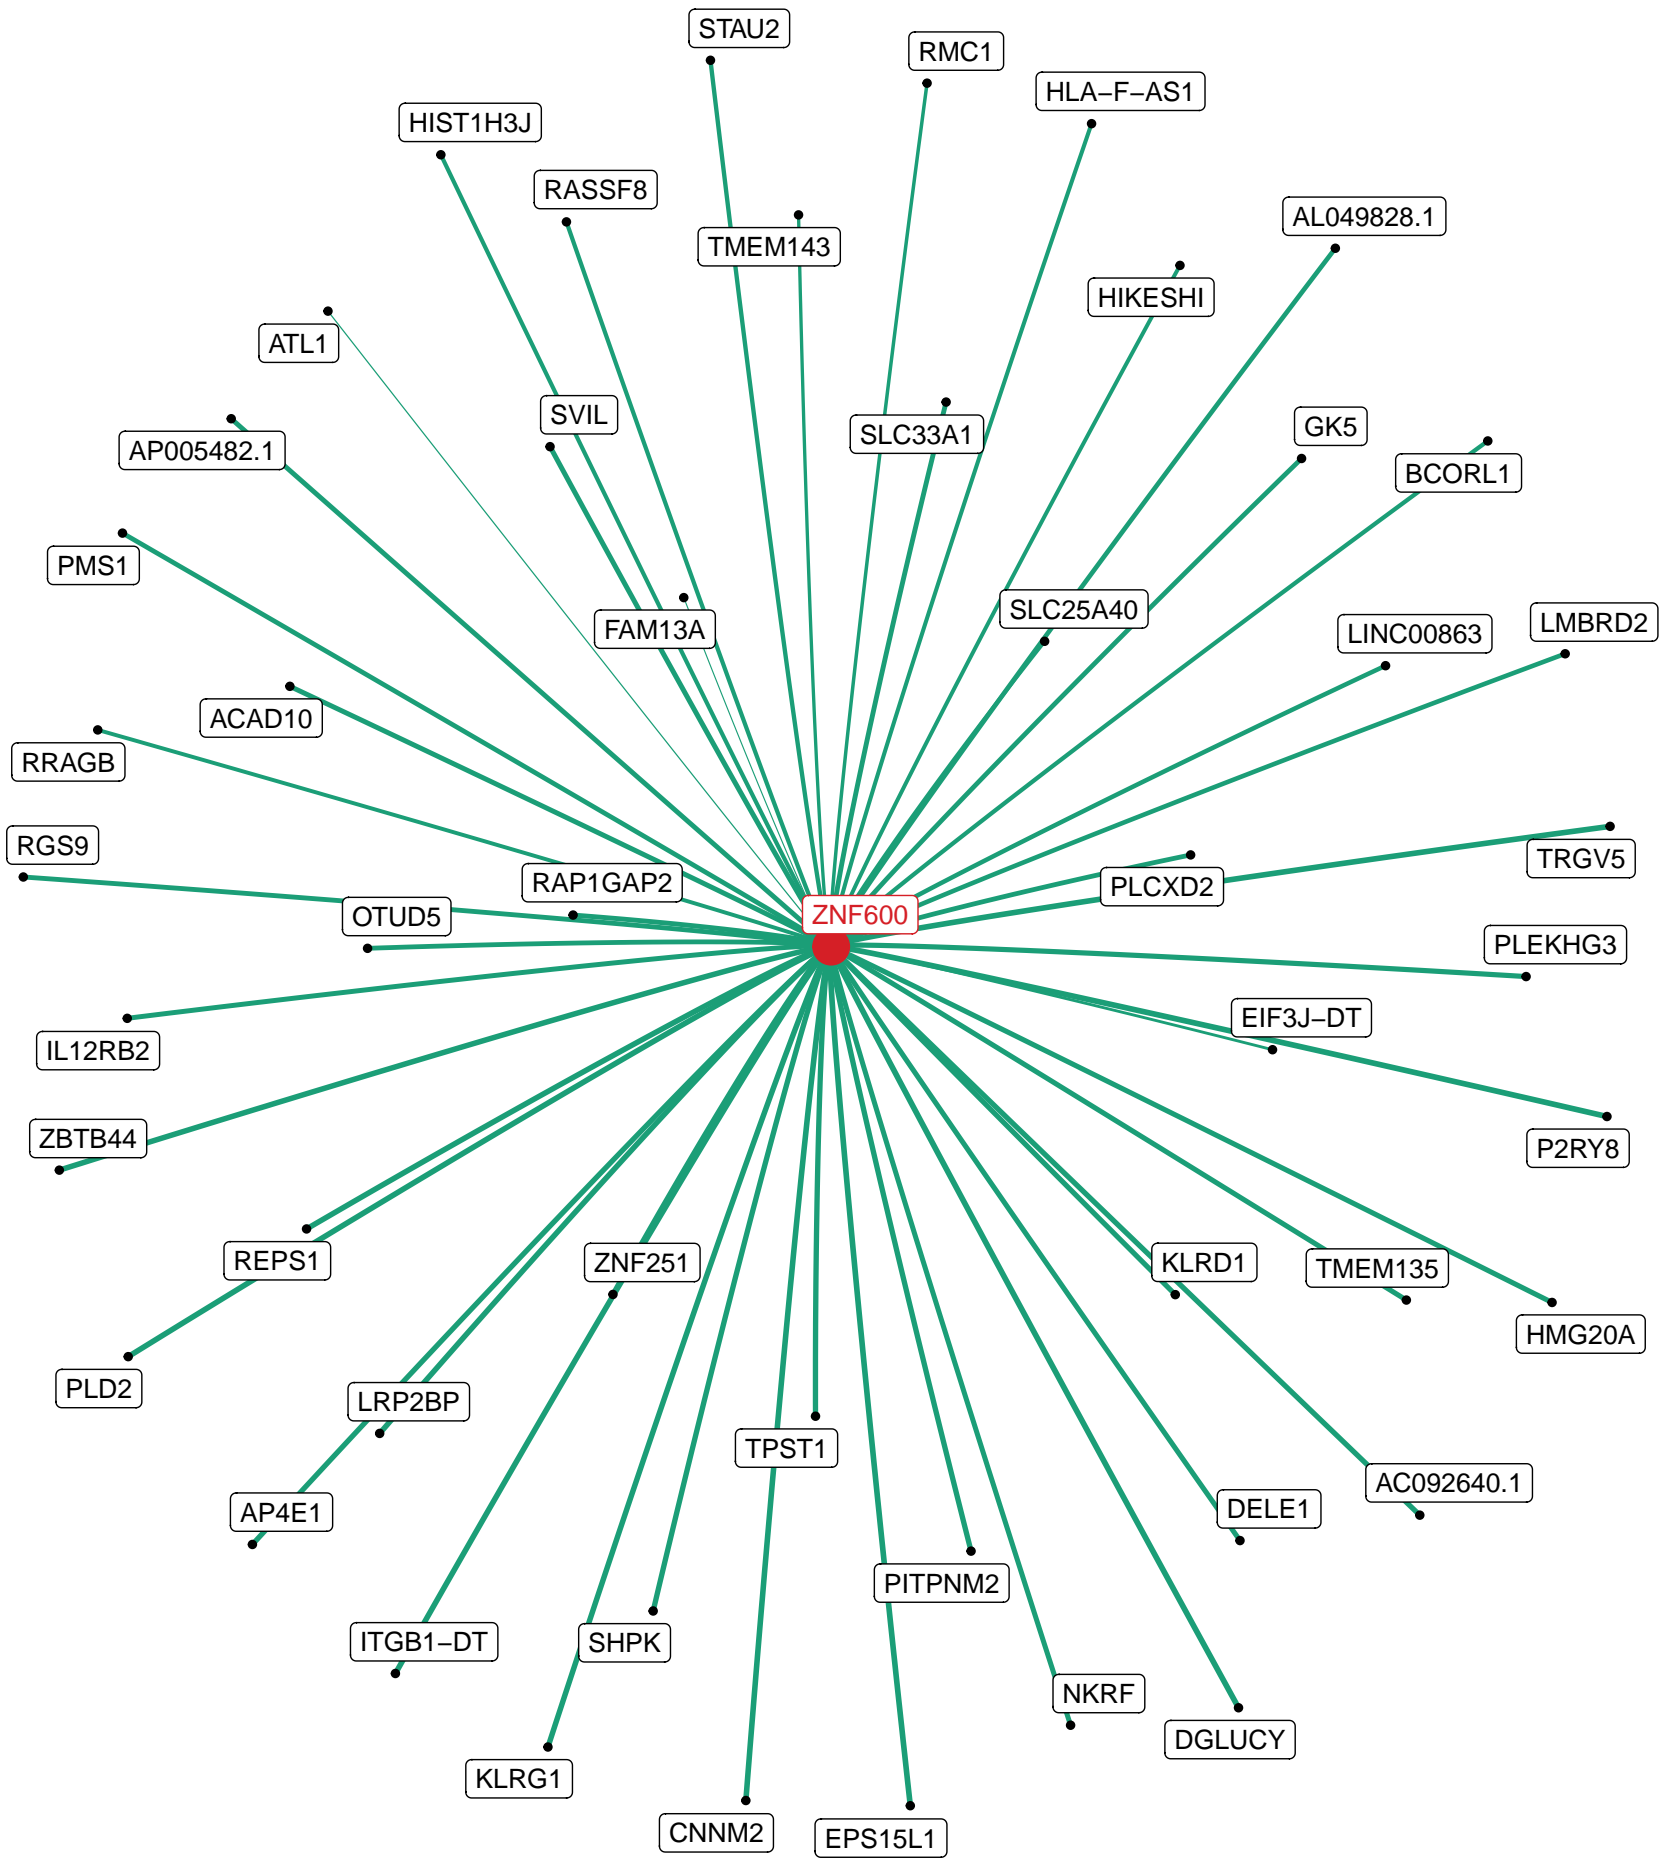 STAU2
RMC1
HLA−F−AS1
HIST1H3J
RASSF8
AL049828.1
TMEM143
HIKESHI
ATL1
SVIL
GK5
SLC33A1
AP005482.1
BCORL1
PMS1
SLC25A40
LMBRD2
FAM13A
LINC00863
ACAD10
RRAGB
RGS9
TRGV5
RAP1GAP2
PLCXD2
ZNF600
OTUD5
PLEKHG3
EIF3J−DT
IL12RB2
ZBTB44
P2RY8
REPS1
ZNF251
KLRD1
TMEM135
HMG20A
PLD2
LRP2BP
TPST1
AC092640.1
DELE1
AP4E1
PITPNM2
ITGB1−DT
SHPK
NKRF
DGLUCY
KLRG1
CNNM2
EPS15L1